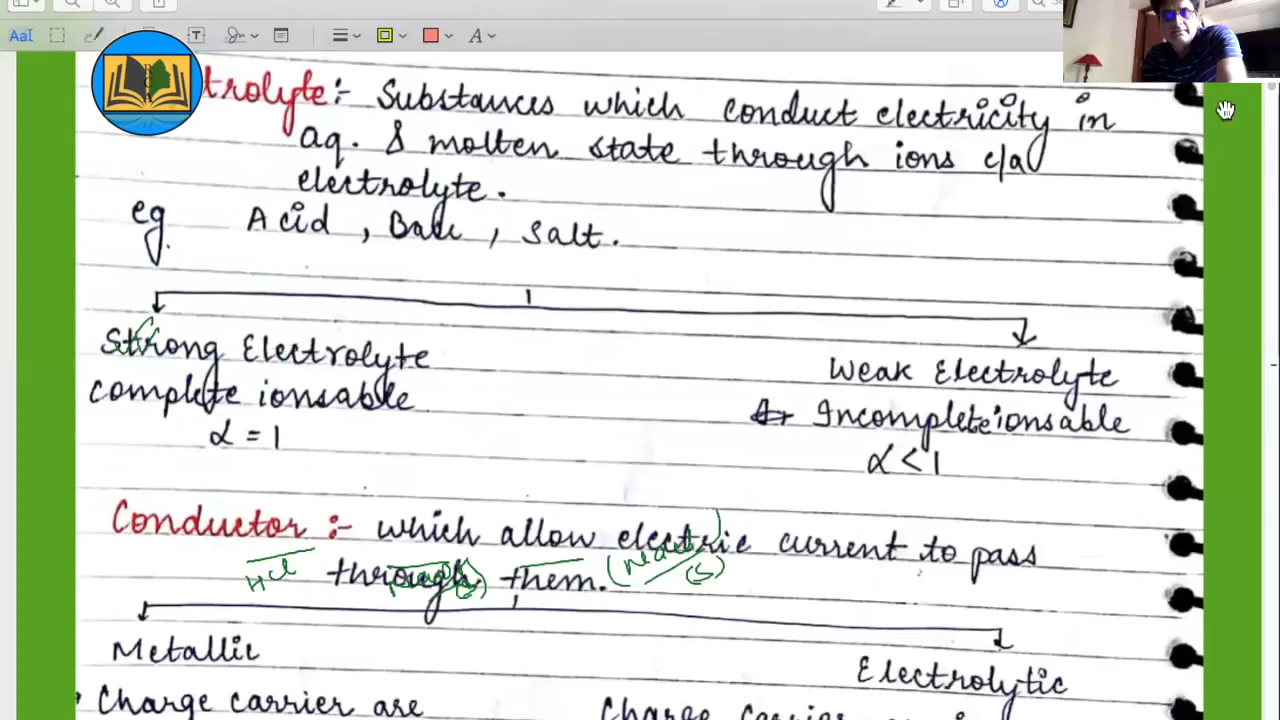 trolyte:- Substances which conduct electricity in
aq. & molten state through ions c/a
electrolyte.
eg. Acid, Base, Salt.
Strong Electrolyte
complete ionsable
α = 1
Weak Electrolyte
Incomplete ionsable
α < 1
Conductor :- which allow electric current to pass
through them.
HCl
(s)
(s)
Metallic
Electrolytic
Charge carrier are
Charge